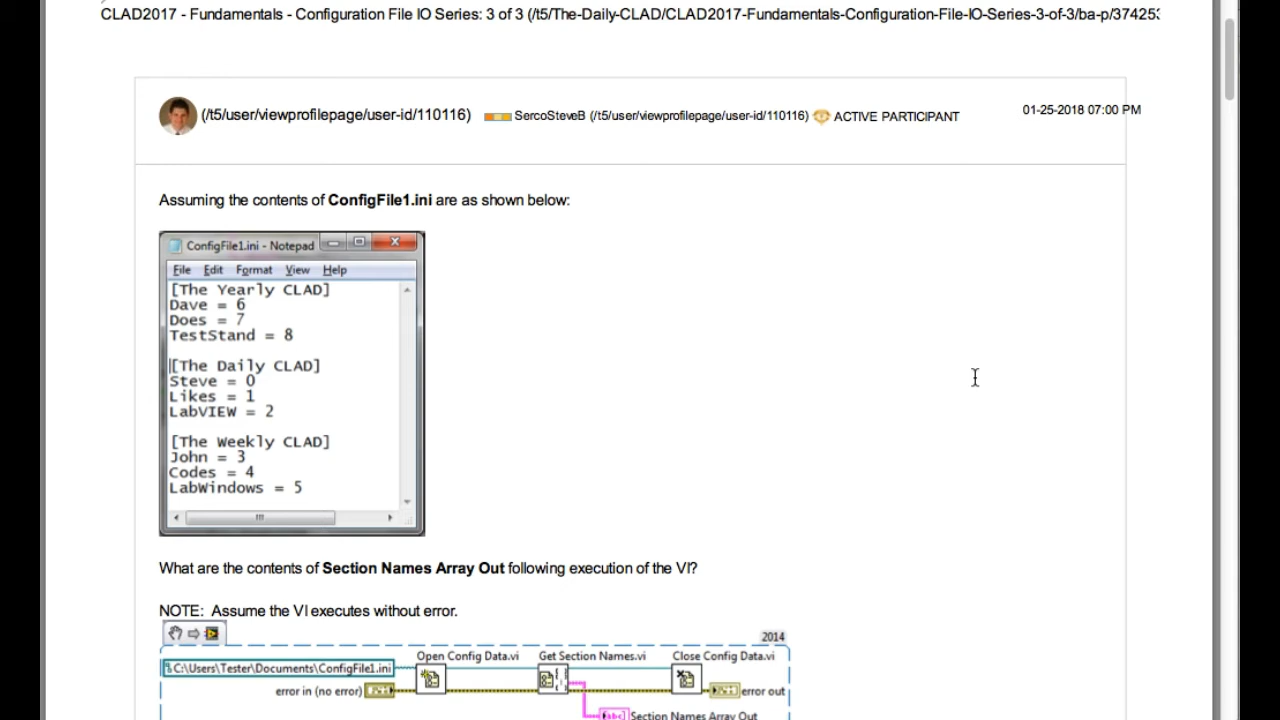 CLAD2017 - Fundamentals - Configuration File IO Series: 3 of 3 (/t5/The-Daily-CLAD/CLAD2017-Fundamentals-Configuration-File-IO-Series-3-of-3/ba-p/374253
(/t5/user/viewprofilepage/user-id/110116) SercoSteveB (/t5/user/viewprofilepage/user-id/110116) ACTIVE PARTICIPANT 01-25-2018 07:00 PM
Assuming the contents of ConfigFile1.ini are as shown below:
ConfigFile1.ini - Notepad
File Edit Format View Help
[The Yearly CLAD]
Dave = 6
Does = 7
TestStand = 8
[The Daily CLAD]
Steve = 0
Likes = 1
LabVIEW = 2
[The Weekly CLAD]
John = 3
Codes = 4
LabWindows = 5
What are the contents of Section Names Array Out following execution of the VI?
NOTE: Assume the VI executes without error.
2014
Open Config Data.vi Get Section Names.vi Close Config Data.vi
C:\Users\Tester\Documents\ConfigFile1.ini
error in (no error) error out
abc Section Names Array Out